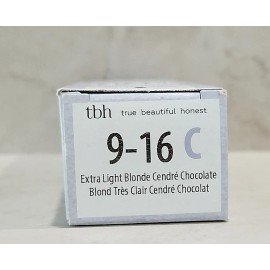 tbh true beautiful honest
9-16 C
Extra Light Blonde Cendré Chocolate
Blond Très Clair Cendré Chocolat